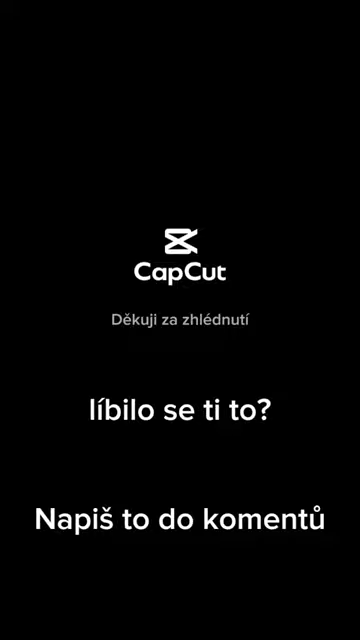 CapCut
Děkuji za zhlédnutí
líbilo se ti to?
Napiš to do komentů